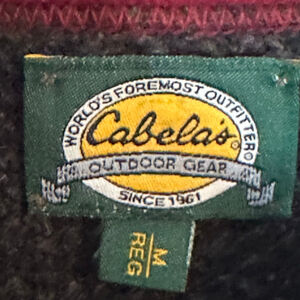 WORLD'S FOREMOST OUTFITTER®
Cabela's®
OUTDOOR GEAR
SINCE 1961
M
REG